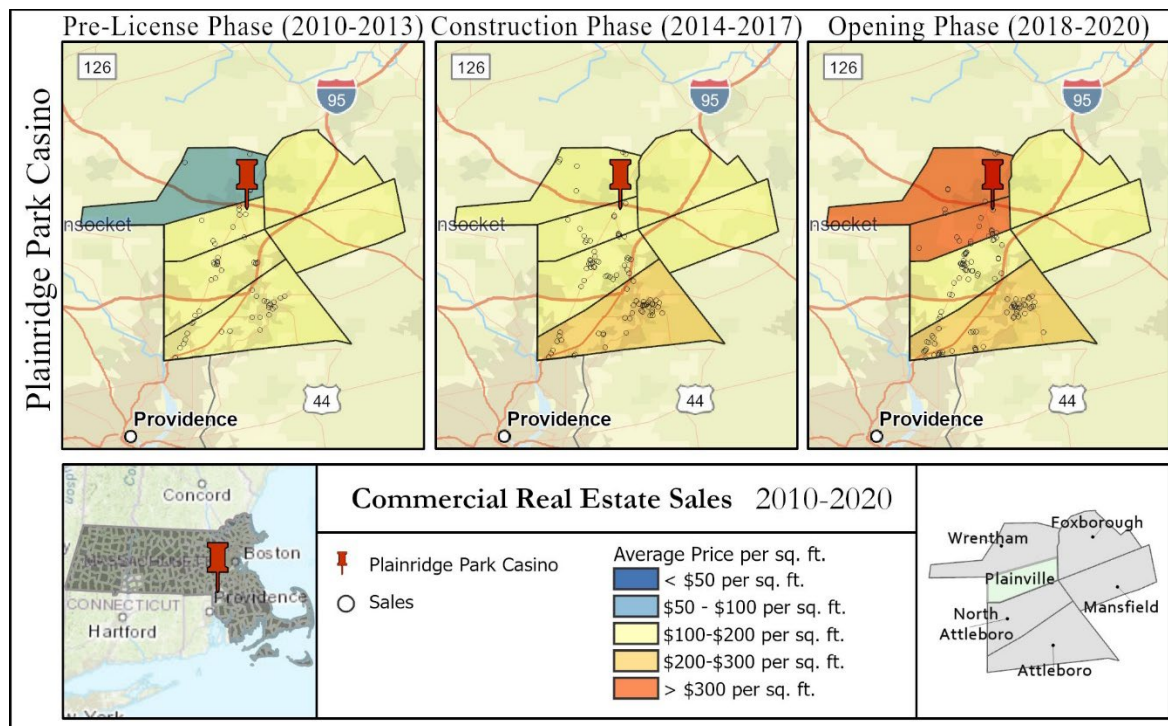 Pre-License Phase (2010-2013)
Construction Phase (2014-2017)
Opening Phase (2018-2020)
Plainridge Park Casino
126
95
nsocket
44
Providence
126
95
nsocket
44
Providence
126
95
nsocket
44
Providence
Concord
Boston
Providence
CONNECTICUT
Hartford
York
Commercial Real Estate Sales 2010-2020
Plainridge Park Casino
Sales
Average Price per sq. ft.
< $50 per sq. ft.
$50 - $100 per sq. ft.
$100-$200 per sq. ft.
$200-$300 per sq. ft.
> $300 per sq. ft.
Foxborough
Wrentham
Plainville
Mansfield
North
Attleboro
Attleboro